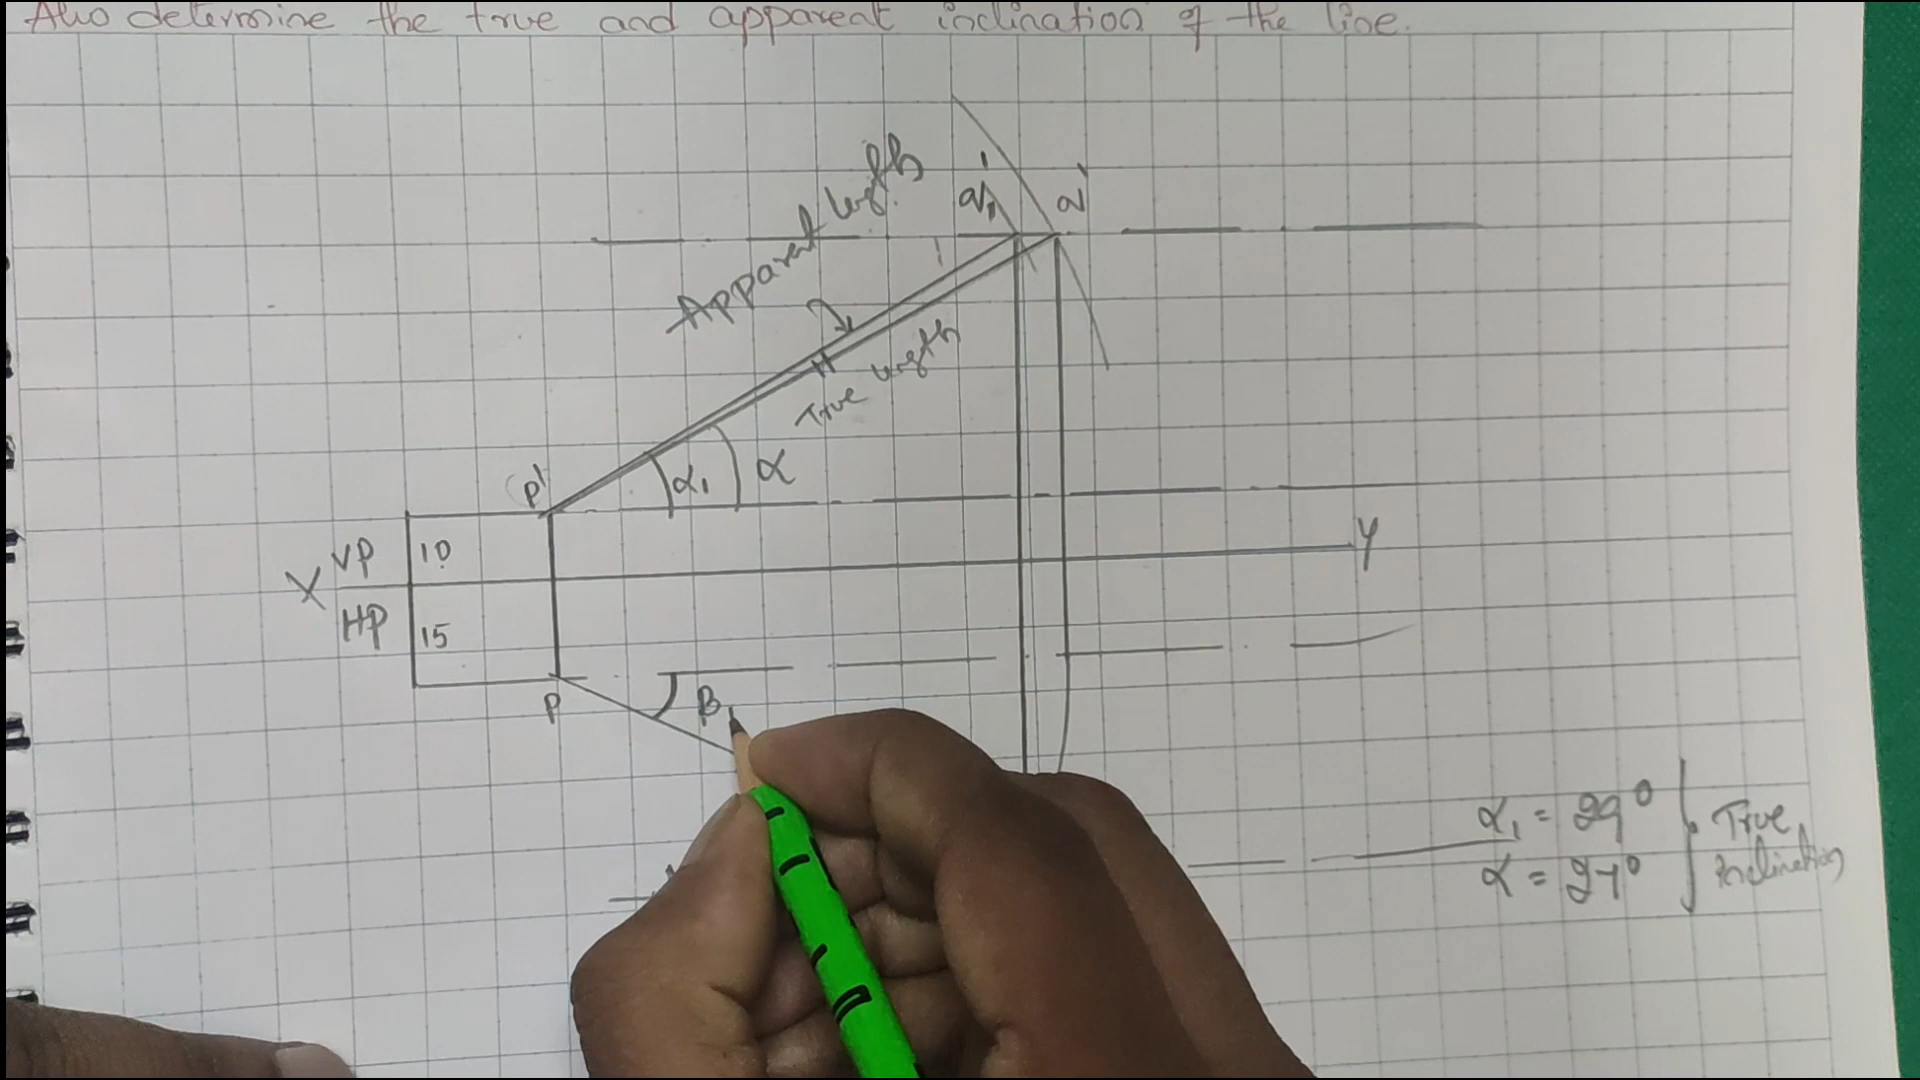 Also determine the true and apparent inclination of the line.
Apparent length
q₁'
q'
True length
p'
α₁
α
X
VP
10
Y
HP
15
P
β
α₁ = 29°
α = 27°
True
inclination